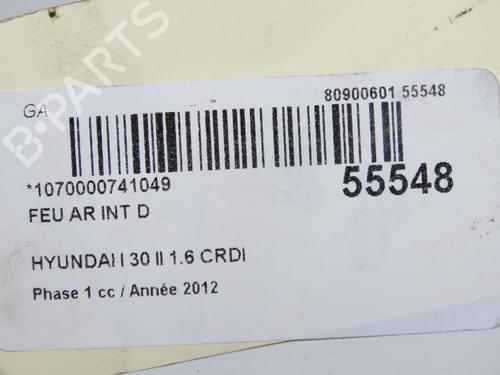 GA
80900601 55548
*1070000741049
55548
FEU AR INT D
HYUNDAI I 30 II 1.6 CRDI
Phase 1 cc / Année 2012
B-PARTS